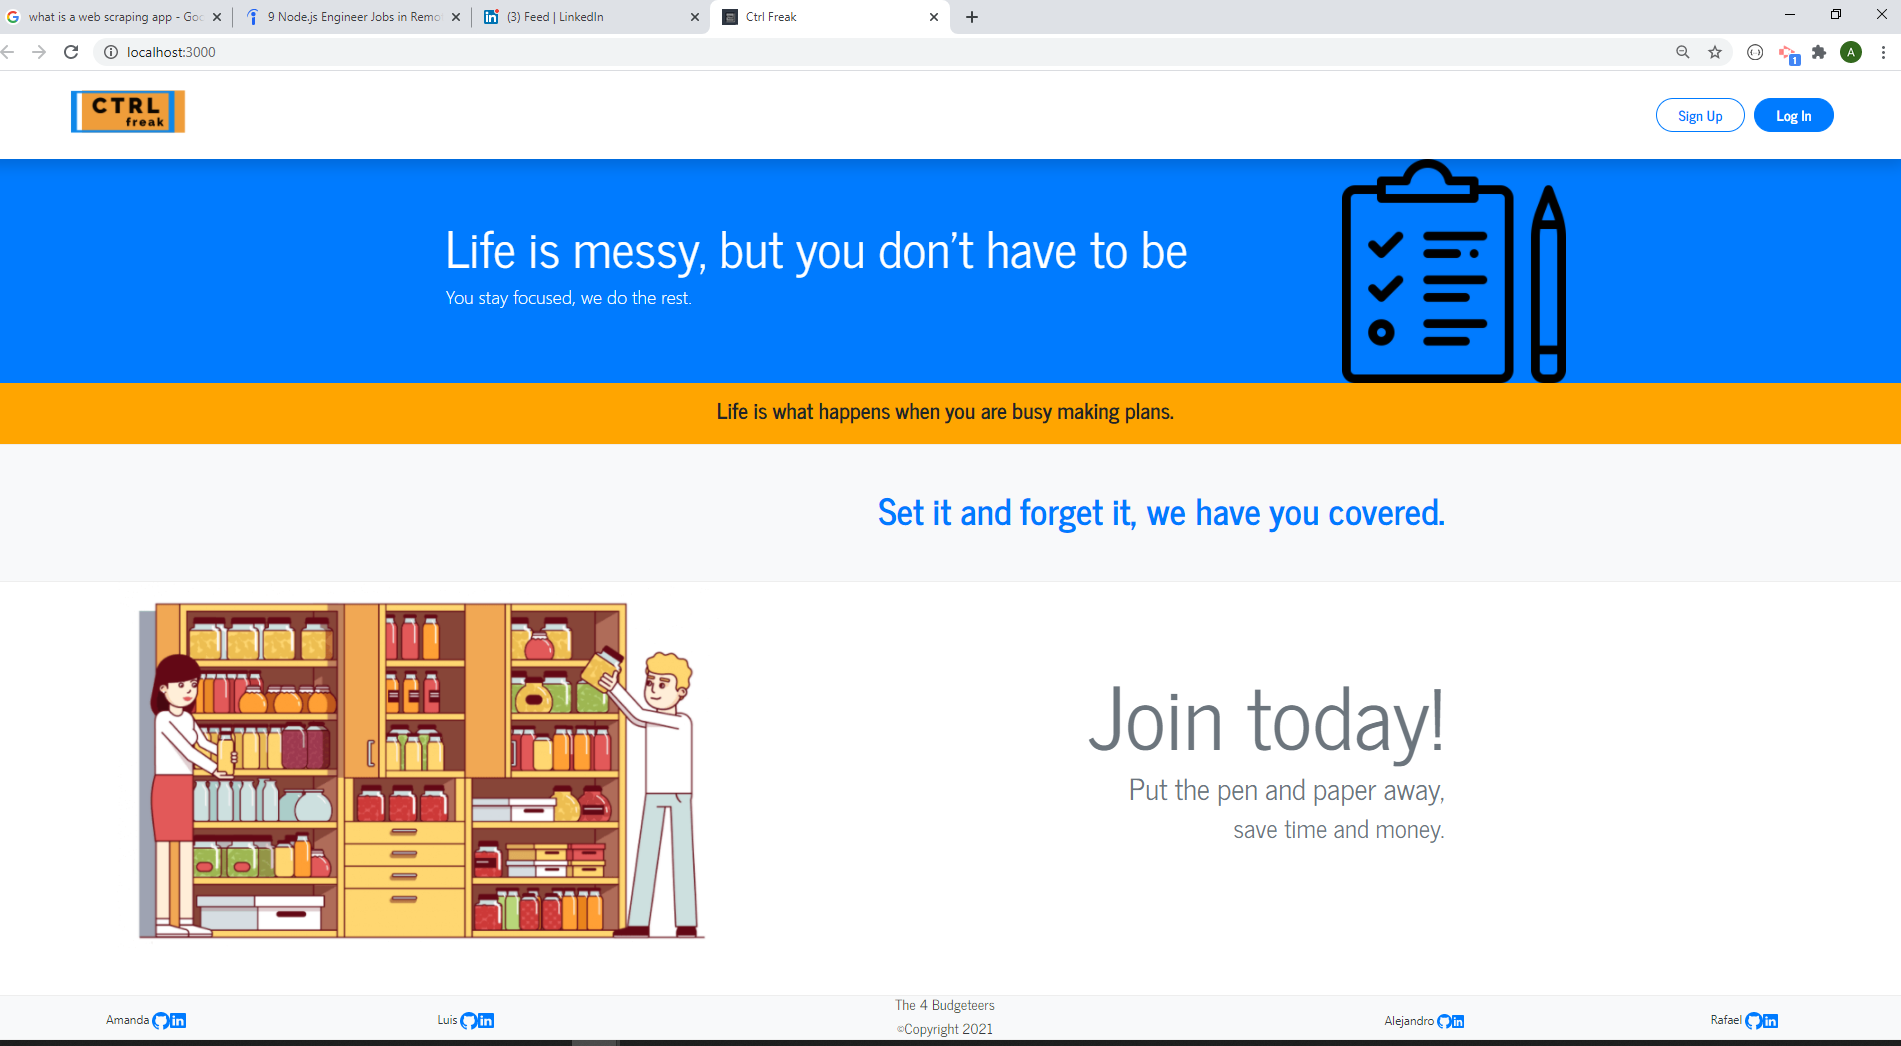 what is a web scraping app - Goo
9 Node.js Engineer Jobs in Remo
(3) Feed | LinkedIn
Ctrl Freak
localhost:3000
1
A
CTRL
freak
Sign Up
Log In
Life is messy, but you don't have to be
You stay focused, we do the rest.
Life is what happens when you are busy making plans.
Set it and forget it, we have you covered.
Join today!
Put the pen and paper away,
save time and money.
Amanda
Luis
The 4 Budgeteers
©Copyright 2021
Alejandro
Rafael